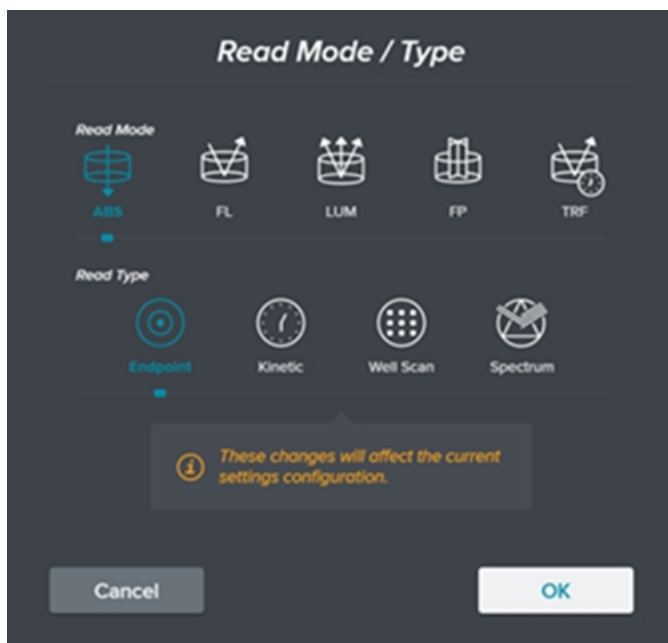 Read Mode / Type
Read Mode
ABS FL LUM FP TRF
Read Type
Endpoint Kinetic Well Scan Spectrum
These changes will affect the current
settings configuration.
Cancel OK